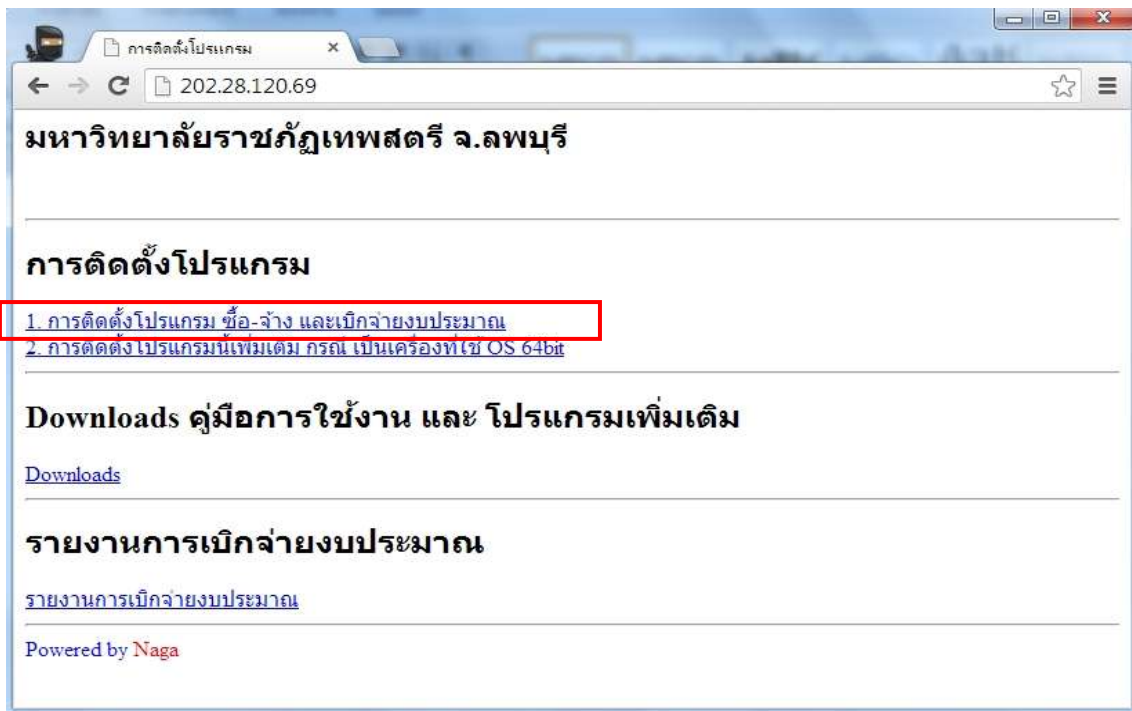 การติดตั้งโปรแกรม
202.28.120.69
มหาวิทยาลัยราชภัฏเทพสตรี จ.ลพบุรี
การติดตั้งโปรแกรม
1. การติดตั้งโปรแกรม ซื้อ-จ้าง และเบิกจ่ายงบประมาณ
2. การติดตั้งโปรแกรมนี้เพิ่มเติม กรณี เป็นเครื่องที่ใช้ OS 64bit
Downloads คู่มือการใช้งาน และ โปรแกรมเพิ่มเติม
Downloads
รายงานการเบิกจ่ายงบประมาณ
รายงานการเบิกจ่ายงบประมาณ
Powered by Naga